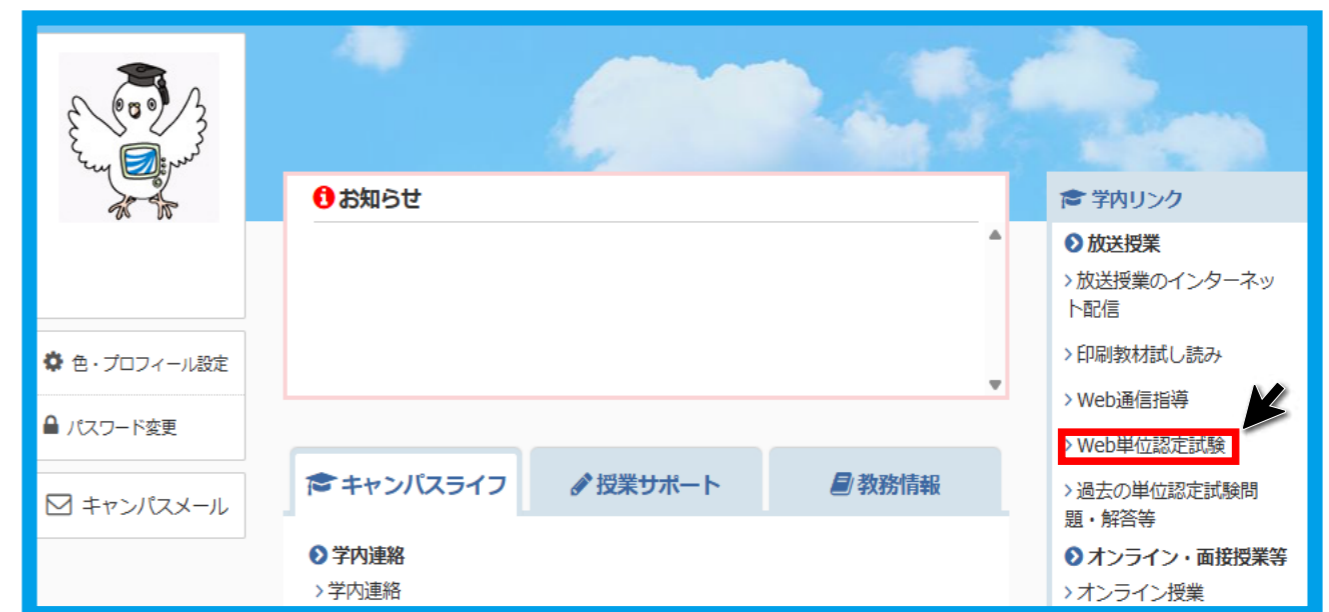 色・プロフィール設定
パスワード変更
キャンパスメール
お知らせ
キャンパスライフ
授業サポート
教務情報
学内連絡
学内連絡
学内リンク
放送授業
放送授業のインターネッ
ト配信
印刷教材試し読み
Web通信指導
Web単位認定試験
過去の単位認定試験問
題・解答等
オンライン・面接授業等
オンライン授業